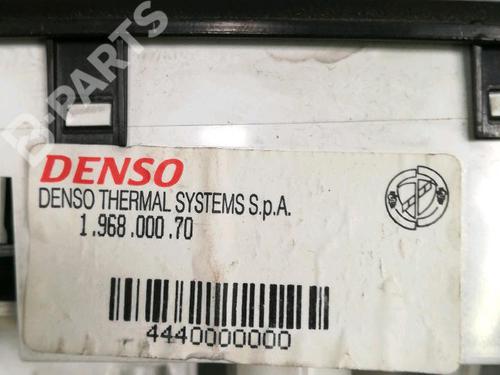 B-PARTS
DENSO
DENSO THERMAL SYSTEMS S.p.A.
1.968.000.70
4440000000